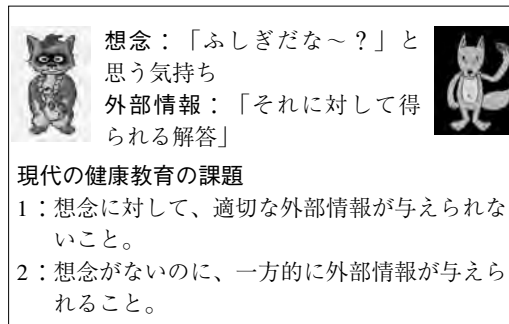 想念:「ふしぎだな～?」と
思う気持ち
外部情報:「それに対して得
られる解答」
現代の健康教育の課題
1:想念に対して、適切な外部情報が与えられな
いこと。
2:想念がないのに、一方的に外部情報が与えら
れること。